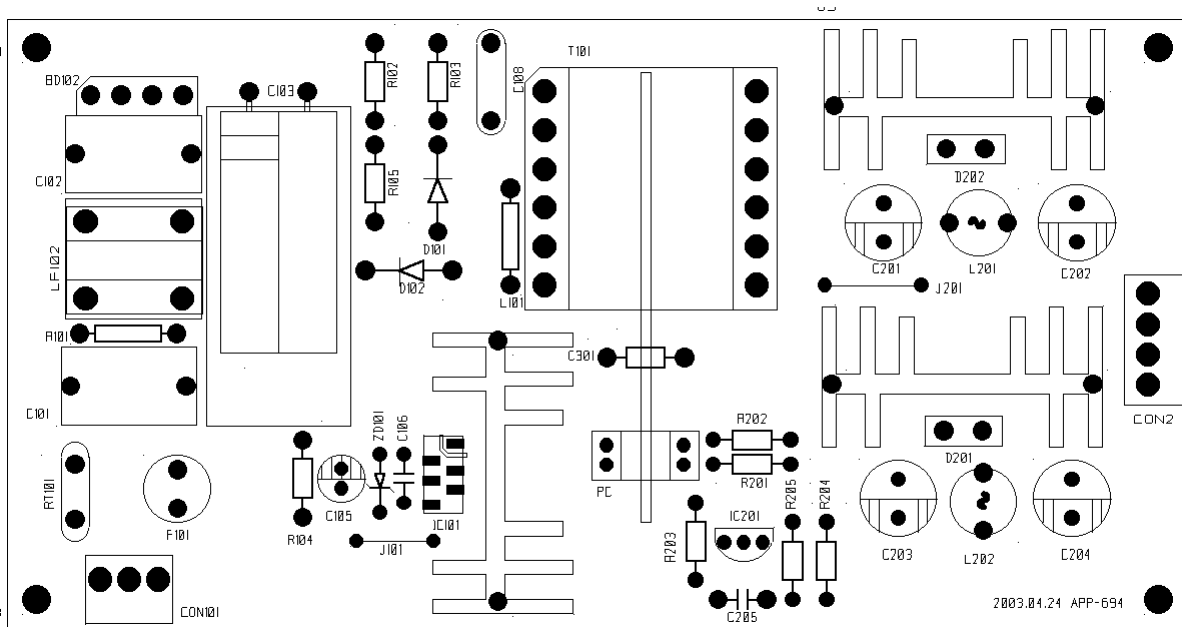 T101
BD102
C103
R102
R103
C108
C102
R105
D202
LF102
D101
C201
L201
C202
D102
L101
J201
R101
C301
C101
CON2
ZD101
C106
R202
D201
RT101
PC
R201
R205
R204
F101
C105
IC101
IC201
R104
J101
R203
C203
L202
C204
CON101
C205
2003.04.24 APP-694